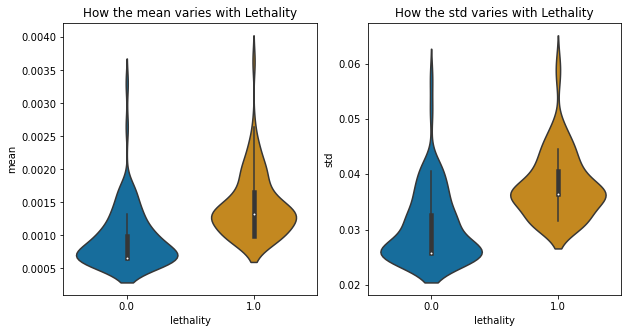 How the mean varies with Lethality
How the std varies with Lethality
mean
0.0040
0.0035
0.0030
0.0025
0.0020
0.0015
0.0010
0.0005
0.0
1.0
lethality
std
0.06
0.05
0.04
0.03
0.02
0.0
1.0
lethality